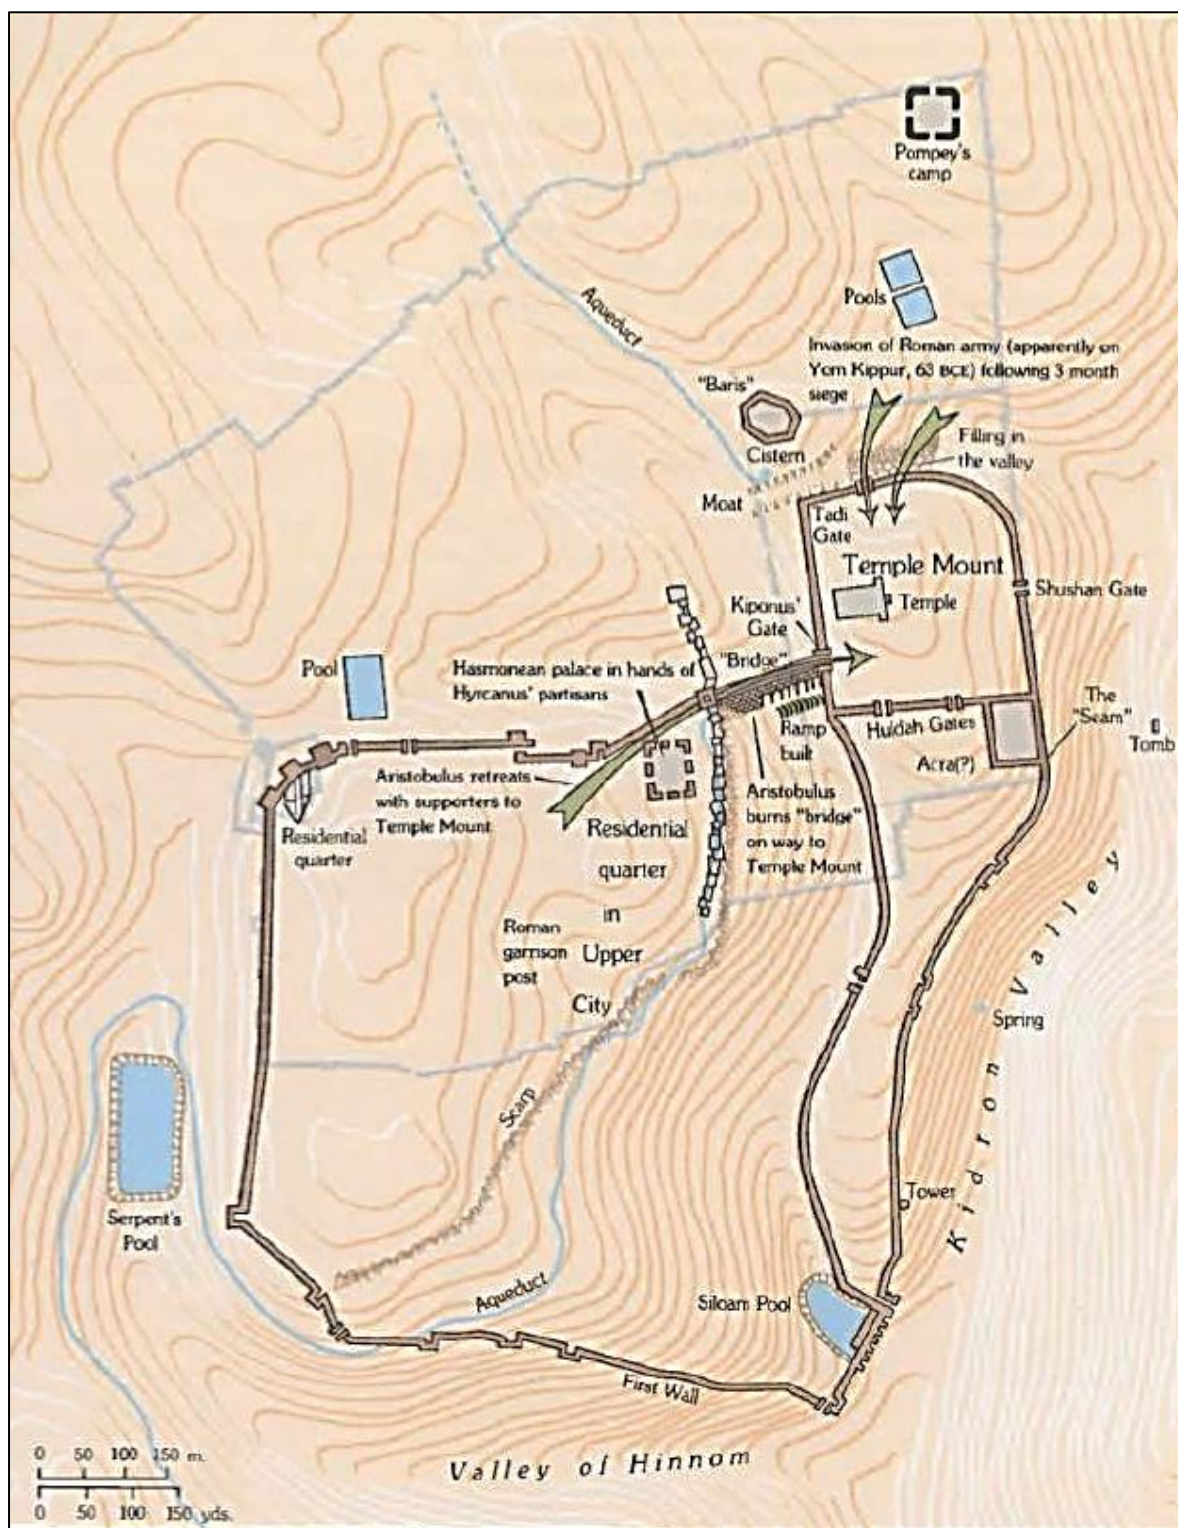 Pompey's
camp
Pools
Aqueduct
Invasion of Roman army (apparently on
Yom Kippur, 63 BCE) following 3 month
siege
"Baris"
Cistern
Filling in
the valley
Moat
Tadi
Gate
Temple Mount
Shushan Gate
Temple
Kiponus'
Gate
"Bridge"
Pool
Hasmonean palace in hands of
Hyrcanus' partisans
Ramp
built
Huldah Gates
The
"Seam"
Tomb
Acra(?)
Aristobulus retreats
with supporters to
Temple Mount
Aristobulus
burns "bridge"
on way to
Temple Mount
Residential
quarter
Residential
quarter
in
Upper
City
Roman
garrison
post
Kidron Valley
Spring
Scarp
Serpent's
Pool
Tower
Aqueduct
Siloam Pool
First Wall
Valley of Hinnom
0 50 100 150 m.
0 50 100 150 yds.